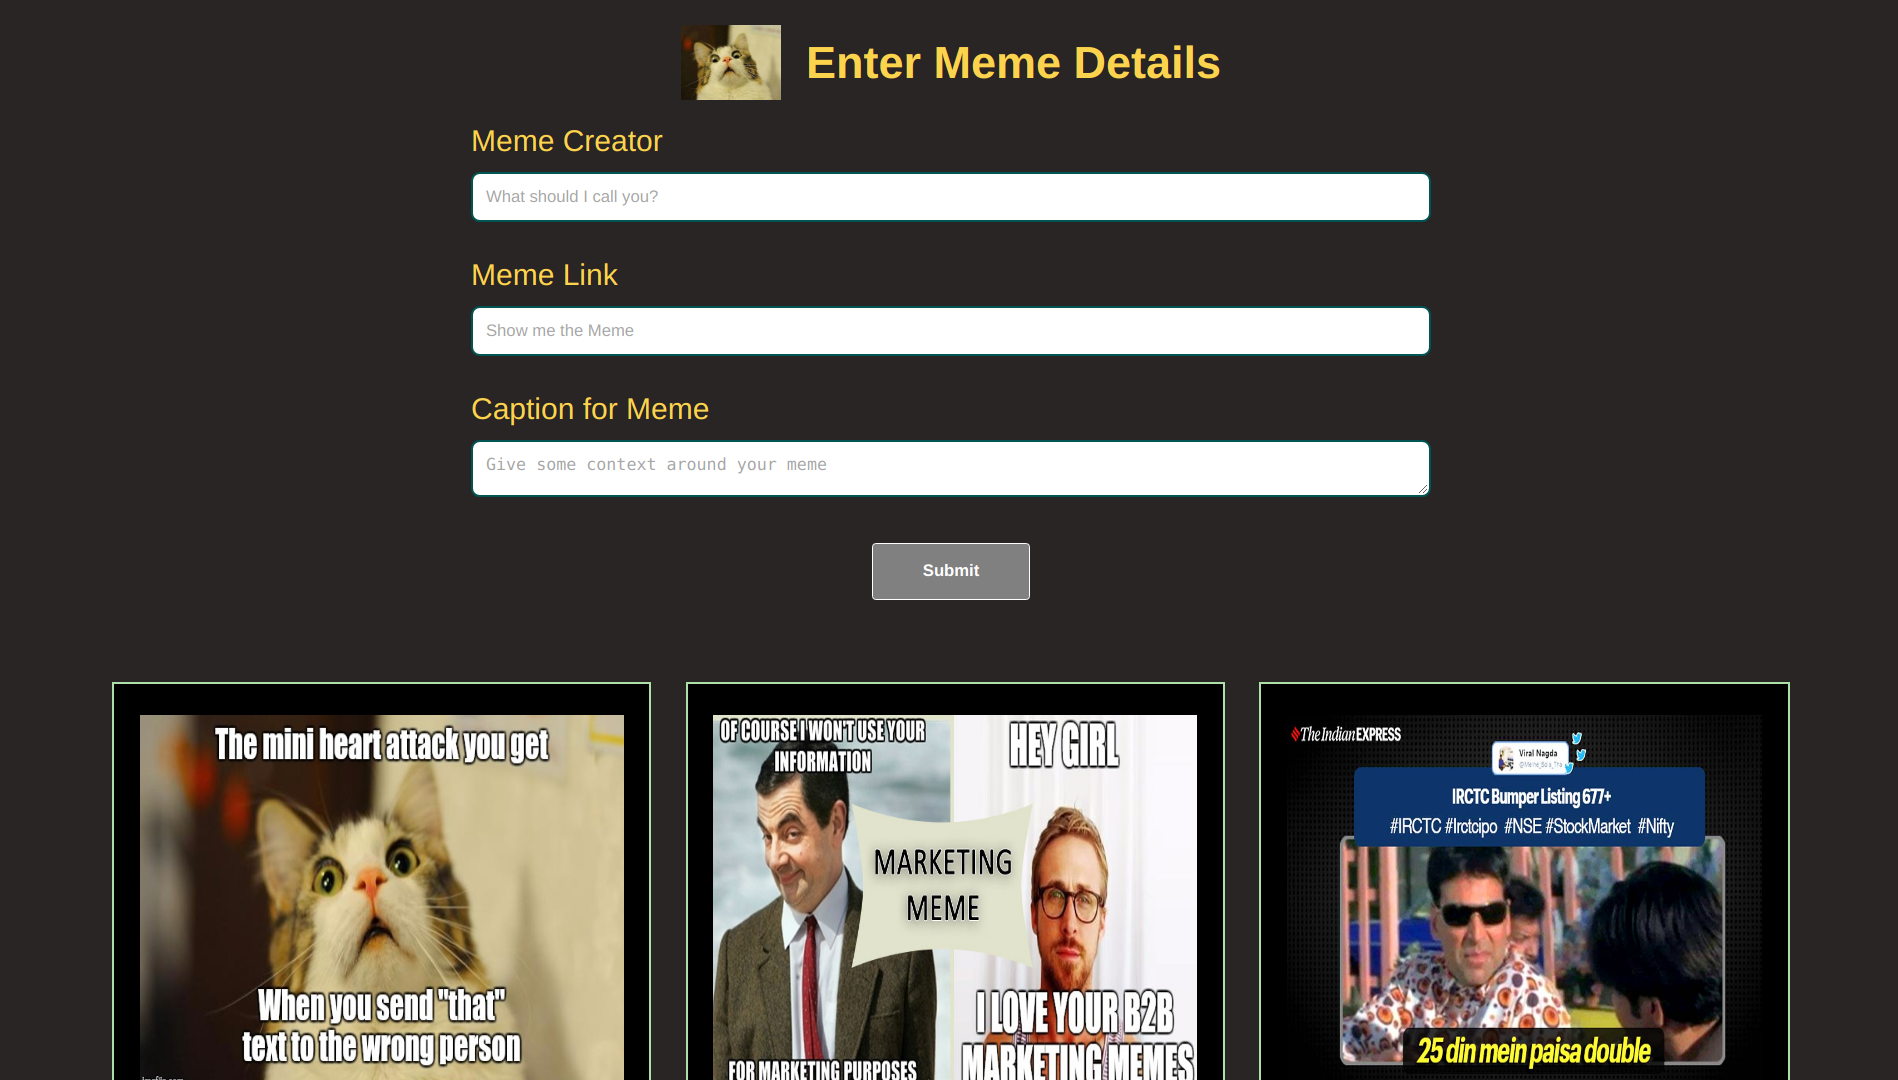 Enter Meme Details
Meme Creator
What should I call you?
Meme Link
Show me the Meme
Caption for Meme
Give some context around your meme
Submit
The mini heart attack you get
When you send "that"
text to the wrong person
OF COURSE I WON'T USE YOUR
INFORMATION
FOR MARKETING PURPOSES
MARKETING
MEME
HEY GIRL
I LOVE YOUR B2B
MARKETING MEMES
The Indian EXPRESS
Viral Nagda
IRCTC Bumper Listing 677+
#IRCTC #Irctcipo #NSE #StockMarket #Nifty
25 din mein paisa double